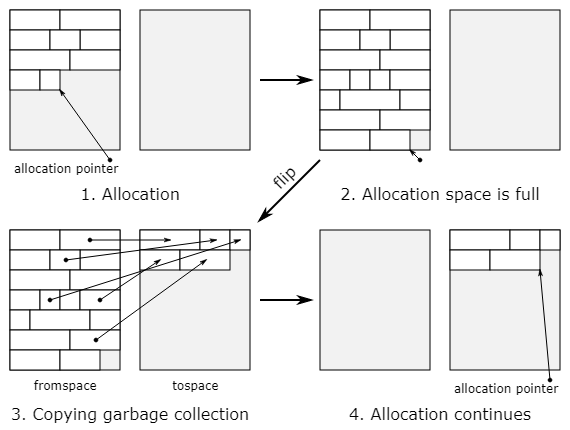 allocation pointer
1. Allocation
2. Allocation space is full
flip
fromspace
tospace
allocation pointer
3. Copying garbage collection
4. Allocation continues